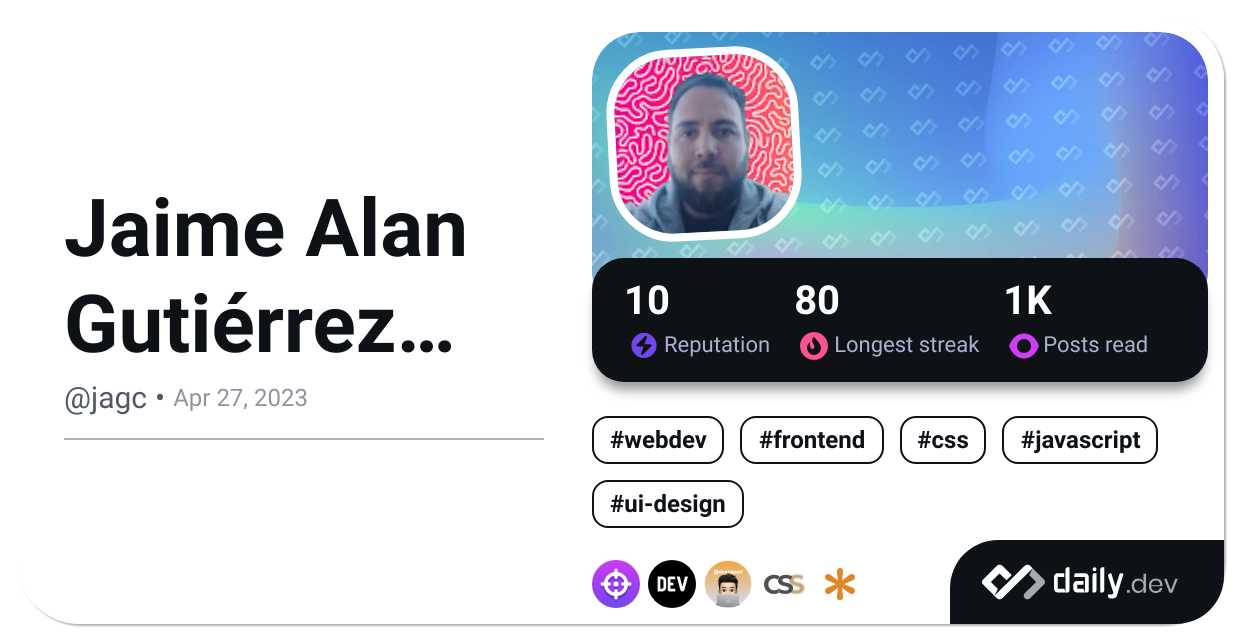 Jaime Alan
Gutiérrez...
@jagc • Apr 27, 2023
10 80 1K
Reputation Longest streak Posts read
#webdev #frontend #css #javascript
#ui-design
DEV CSS
daily.dev